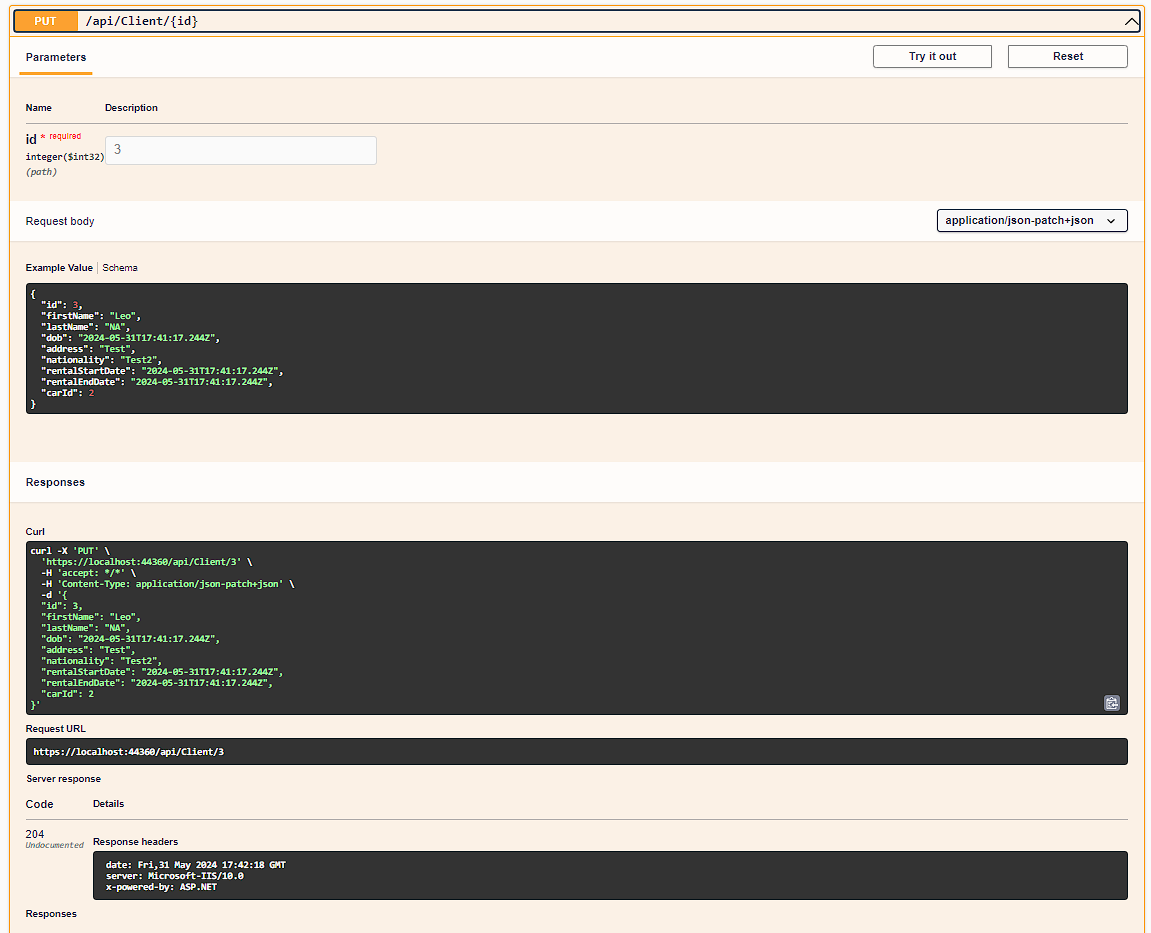 PUT /api/Client/{id}
Parameters Try it out Reset
Name Description
id * required
integer($int32) 3
(path)
Request body application/json-patch+json
Example Value Schema
{
"id": 3,
"firstName": "Leo",
"lastName": "NA",
"dob": "2024-05-31T17:41:17.244Z",
"address": "Test",
"nationality": "Test2",
"rentalStartDate": "2024-05-31T17:41:17.244Z",
"rentalEndDate": "2024-05-31T17:41:17.244Z",
"carId": 2
}
Responses
Curl
curl -X 'PUT' \
'https://localhost:44360/api/Client/3' \
-H 'accept: */*' \
-H 'Content-Type: application/json-patch+json' \
-d '{
"id": 3,
"firstName": "Leo",
"lastName": "NA",
"dob": "2024-05-31T17:41:17.244Z",
"address": "Test",
"nationality": "Test2",
"rentalStartDate": "2024-05-31T17:41:17.244Z",
"rentalEndDate": "2024-05-31T17:41:17.244Z",
"carId": 2
}'
Request URL
https://localhost:44360/api/Client/3
Server response
Code Details
204
Undocumented
Response headers
date: Fri,31 May 2024 17:42:18 GMT
server: Microsoft-IIS/10.0
x-powered-by: ASP.NET
Responses